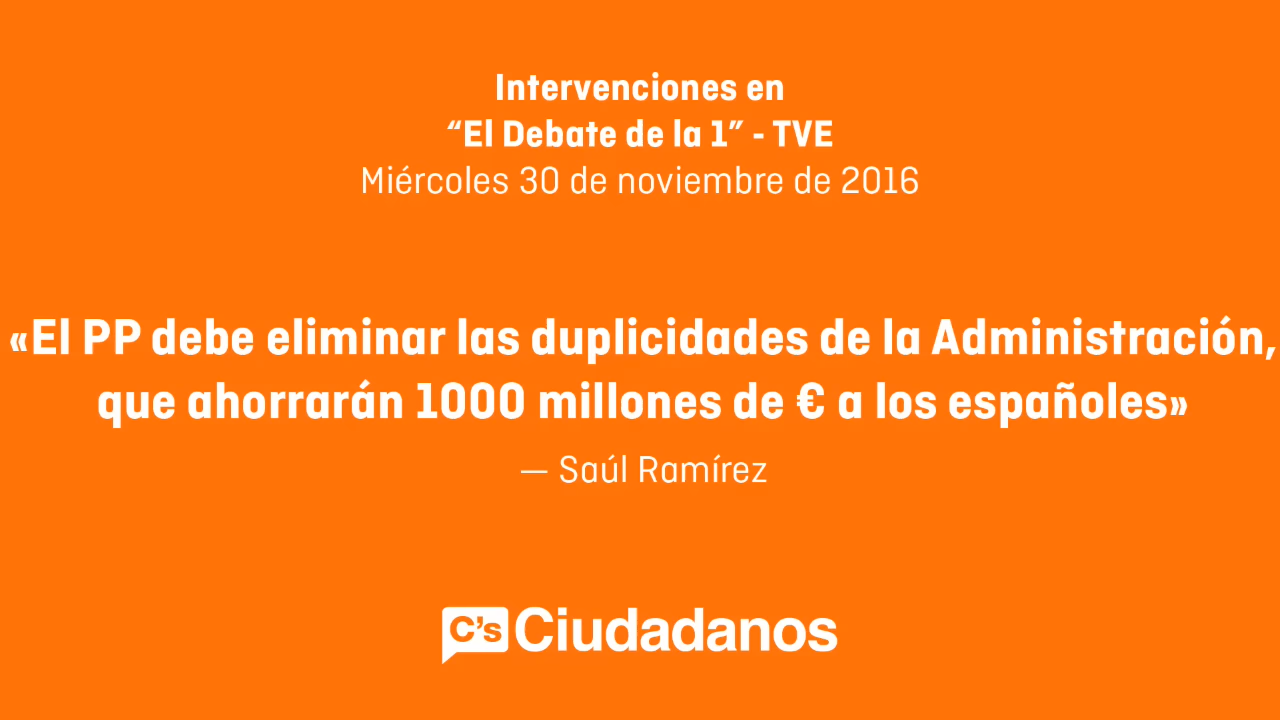 Intervenciones en
“El Debate de la 1” - TVE
Miércoles 30 de noviembre de 2016
«El PP debe eliminar las duplicidades de la Administración,
que ahorrarán 1000 millones de € a los españoles»
— Saúl Ramírez
C's Ciudadanos